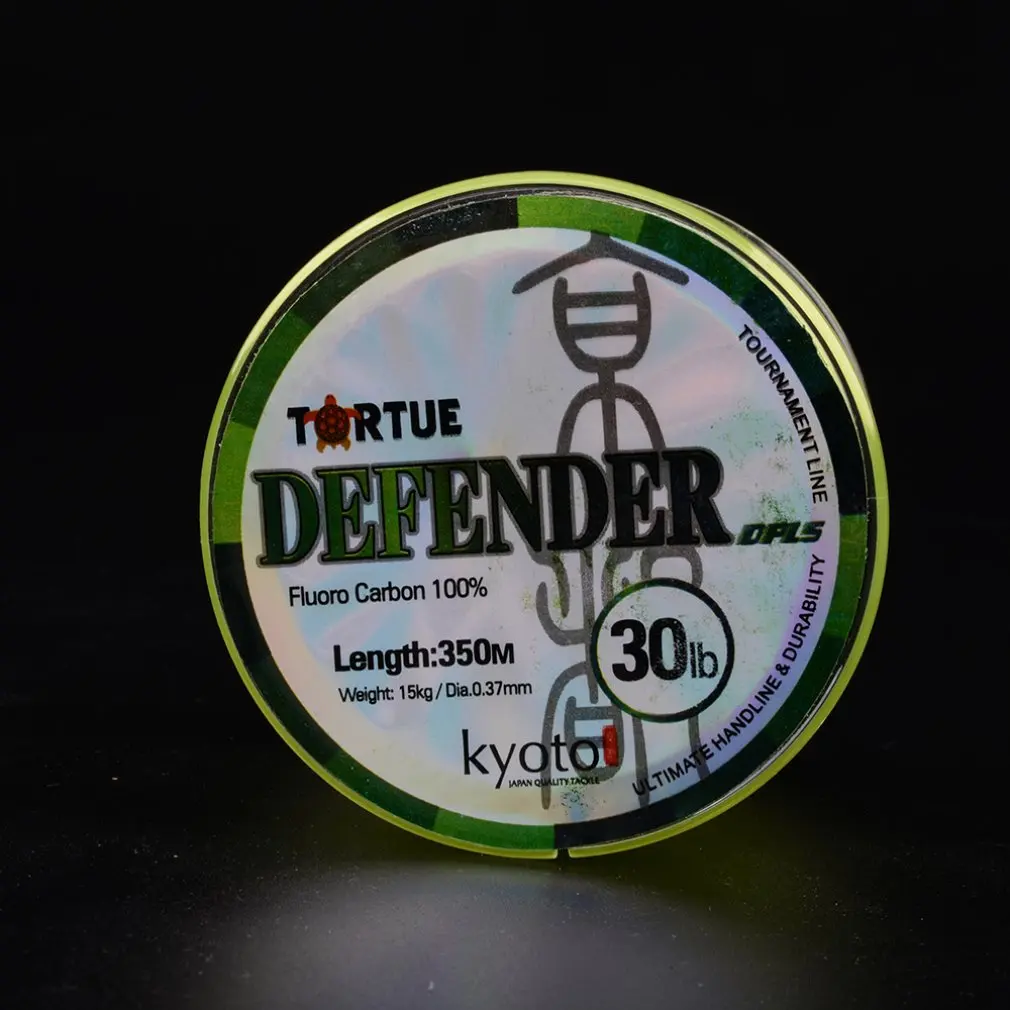 TORTUE
DEFENDER
DPLS
Fluoro Carbon 100%
Length:350M
Weight: 15kg / Dia.0.37mm
30lb
kyoto
JAPAN QUALITY TACKLE
TOURNAMENT LINE
ULTIMATE HANDLINE & DURABILITY